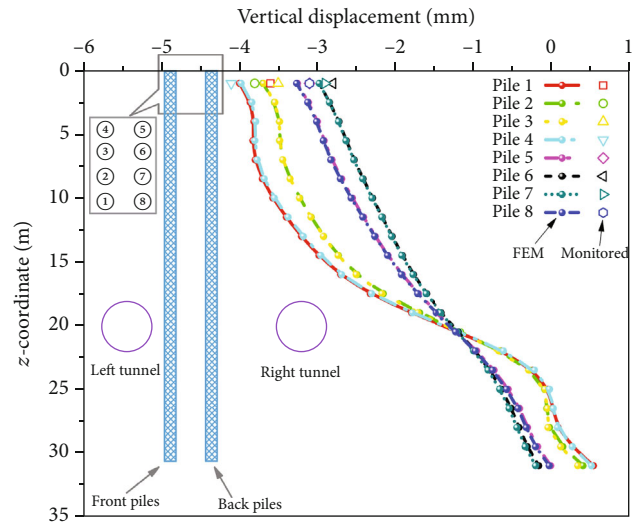 Vertical displacement (mm)
−6 −5 −4 −3 −2 −1 0 1
0
5
10
15
20
25
30
35
z-coordinate (m)
4 5
3 6
2 7
1 8
Pile 1
Pile 2
Pile 3
Pile 4
Pile 5
Pile 6
Pile 7
Pile 8
FEM Monitored
Left tunnel
Right tunnel
Front piles
Back piles